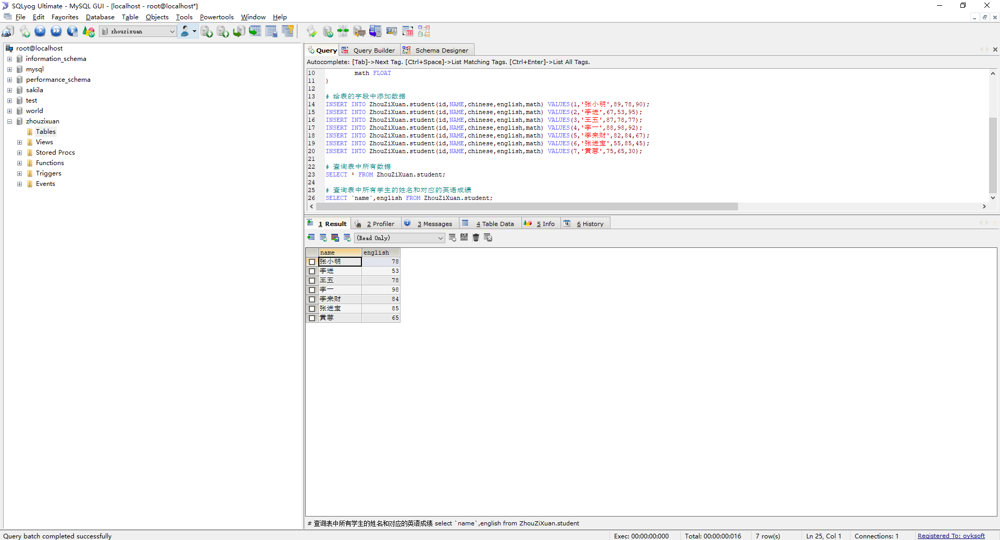 SQLyog Ultimate - MySQL GUI - [localhost - root@localhost*]
File Edit Favorites Database Table Objects Tools Powertools Window Help
zhouzixuan
root@localhost
information_schema
mysql
performance_schema
sakila
test
world
zhouzixuan
Tables
Views
Stored Procs
Functions
Triggers
Events
Query Query Builder Schema Designer
Autocomplete: [Tab]->Next Tag. [Ctrl+Space]->List Matching Tags. [Ctrl+Enter]->List All Tags.
10 math FLOAT
11 )
12
13 # 给表的字段中添加数据
14 INSERT INTO ZhouZiXuan.student(id,NAME,chinese,english,math) VALUES(1,'张小明',89,78,90);
15 INSERT INTO ZhouZiXuan.student(id,NAME,chinese,english,math) VALUES(2,'李进',67,53,95);
16 INSERT INTO ZhouZiXuan.student(id,NAME,chinese,english,math) VALUES(3,'王五',87,78,77);
17 INSERT INTO ZhouZiXuan.student(id,NAME,chinese,english,math) VALUES(4,'李一',88,98,92);
18 INSERT INTO ZhouZiXuan.student(id,NAME,chinese,english,math) VALUES(5,'李来财',82,84,67);
19 INSERT INTO ZhouZiXuan.student(id,NAME,chinese,english,math) VALUES(6,'张进宝',55,85,45);
20 INSERT INTO ZhouZiXuan.student(id,NAME,chinese,english,math) VALUES(7,'黄蓉',75,65,30);
21
22 # 查询表中所有数据
23 SELECT * FROM ZhouZiXuan.student;
24
25 # 查询表中所有学生的姓名和对应的英语成绩
26 SELECT `name`,english FROM ZhouZiXuan.student;
1 Result 2 Profiler 3 Messages 4 Table Data 5 Info 18 6 History
(Read Only)
name english
张小明 78
李进 53
王五 78
李一 98
李来财 84
张进宝 85
黄蓉 65
# 查询表中所有学生的姓名和对应的英语成绩 select `name`,english from ZhouZiXuan.student
Query batch completed successfully Exec: 00:00:00:000 Total: 00:00:00:016 7 row(s) Ln 25, Col 1 Connections: 1 Registered To: ovksoft